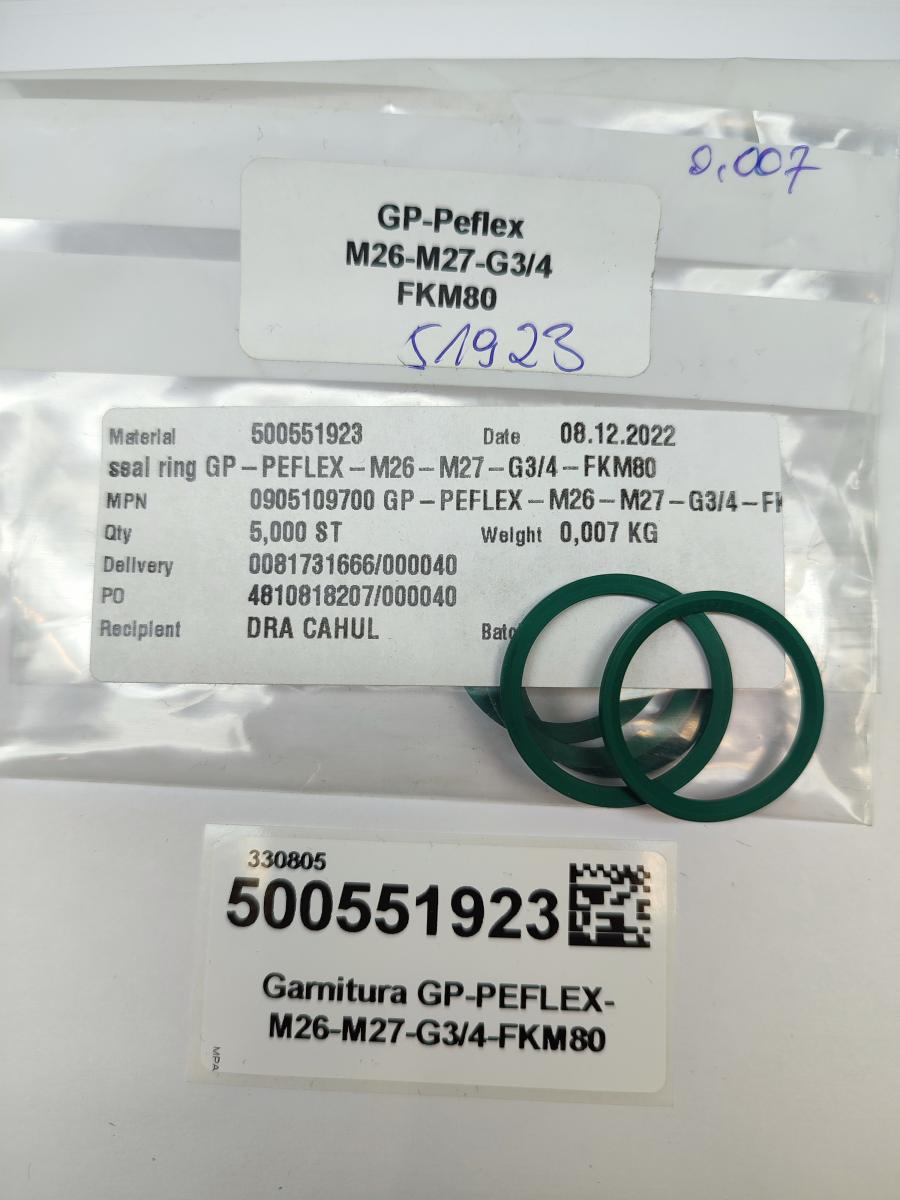 0,007
GP-Peflex
M26-M27-G3/4
FKM80
51923
Material 500551923 Date 08.12.2022
seal ring GP-PEFLEX-M26-M27-G3/4-FKM80
MPN 0905109700 GP-PEFLEX-M26-M27-G3/4-FK
Qty 5,000 ST Weight 0,007 KG
Delivery 0081731666/000040
PO 4810818207/000040
Recipient DRA CAHUL
330805
500551923
Garnitura GP-PEFLEX-
M26-M27-G3/4-FKM80
MPA